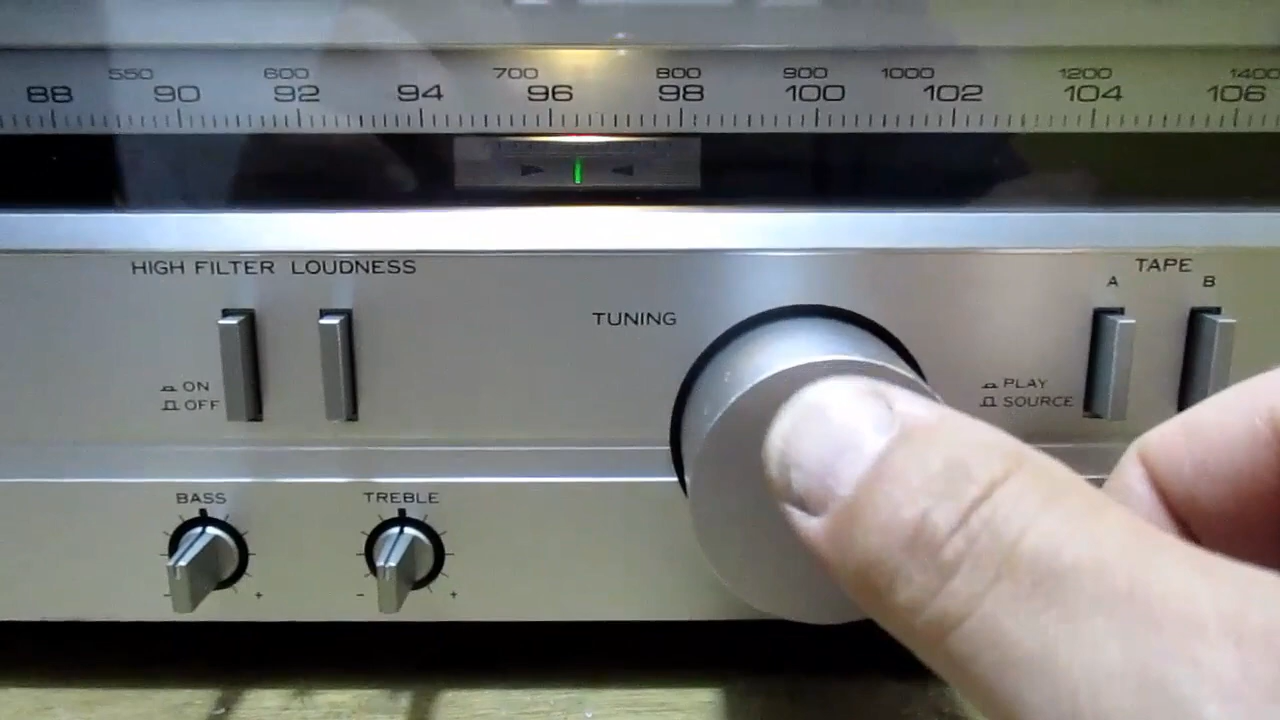 550 600 700 800 900 1000 1200 1400
88 90 92 94 96 98 100 102 104 106
HIGH FILTER LOUDNESS
TAPE
A B
TUNING
ON
OFF
PLAY
SOURCE
BASS TREBLE
- + - +